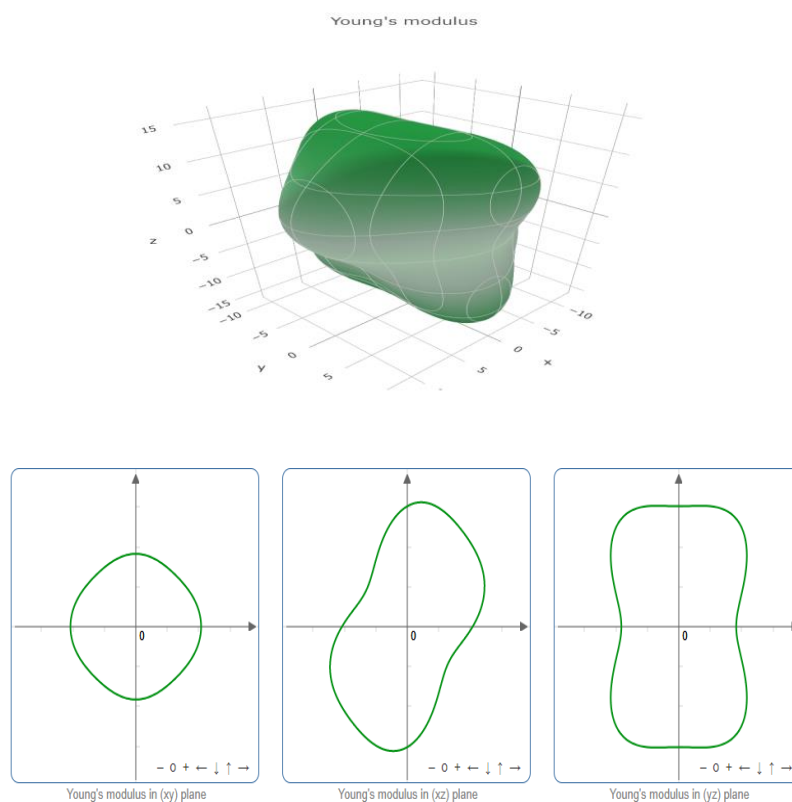 Young's modulus
15
10
5
0
−5
−10
−15
z
−10
−5
0
5
y
−10
−5
0
5
x
0
0
0
− 0 + ← ↓ ↑ →
− 0 + ← ↓ ↑ →
− 0 + ← ↓ ↑ →
Young's modulus in (xy) plane
Young's modulus in (xz) plane
Young's modulus in (yz) plane